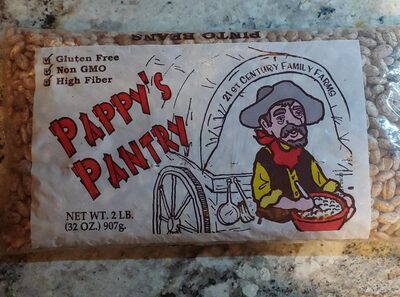 PINTO BEANS
Gluten Free
Non GMO
High Fiber
PAPPY'S
PANTRY
21ST CENTURY FAMILY FARMS
NET WT. 2 LB.
(32 OZ.) 907g.